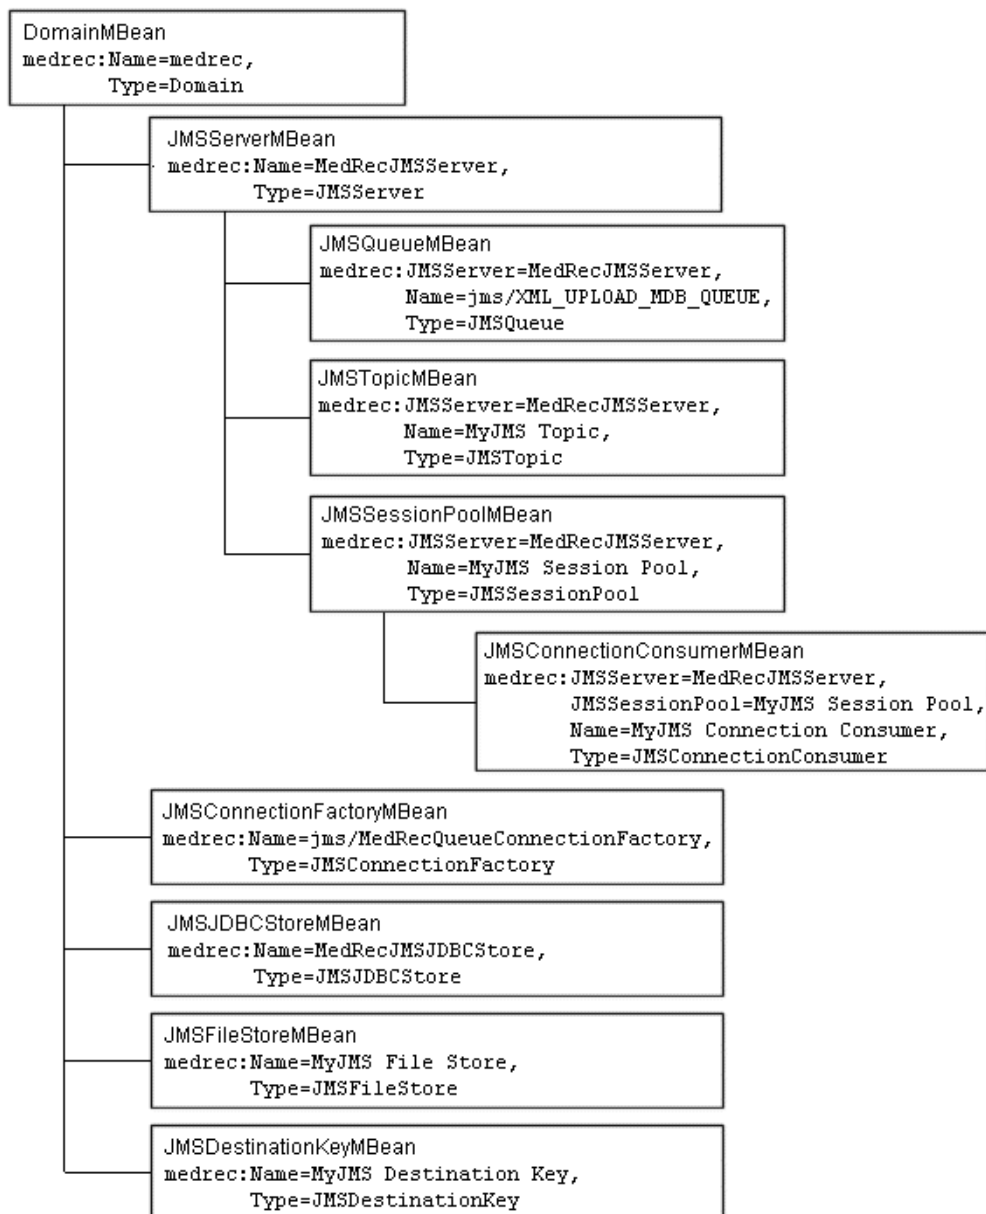 DomainMBean
medrec:Name=medrec,
Type=Domain
JMSServerMBean
medrec:Name=MedRecJMSServer,
Type=JMSServer
JMSQueueMBean
medrec:JMSServer=MedRecJMSServer,
Name=jms/XML_UPLOAD_MDB_QUEUE,
Type=JMSQueue
JMSTopicMBean
medrec:JMSServer=MedRecJMSServer,
Name=MyJMS Topic,
Type=JMSTopic
JMSSessionPoolMBean
medrec:JMSServer=MedRecJMSServer,
Name=MyJMS Session Pool,
Type=JMSSessionPool
JMSConnectionConsumerMBean
medrec:JMSServer=MedRecJMSServer,
JMSSessionPool=MyJMS Session Pool,
Name=MyJMS Connection Consumer,
Type=JMSConnectionConsumer
JMSConnectionFactoryMBean
medrec:Name=jms/MedRecQueueConnectionFactory,
Type=JMSConnectionFactory
JMSJDBCStoreMBean
medrec:Name=MedRecJMSJDBCStore,
Type=JMSJDBCStore
JMSFileStoreMBean
medrec:Name=MyJMS File Store,
Type=JMSFileStore
JMSDestinationKeyMBean
medrec:Name=MyJMS Destination Key,
Type=JMSDestinationKey